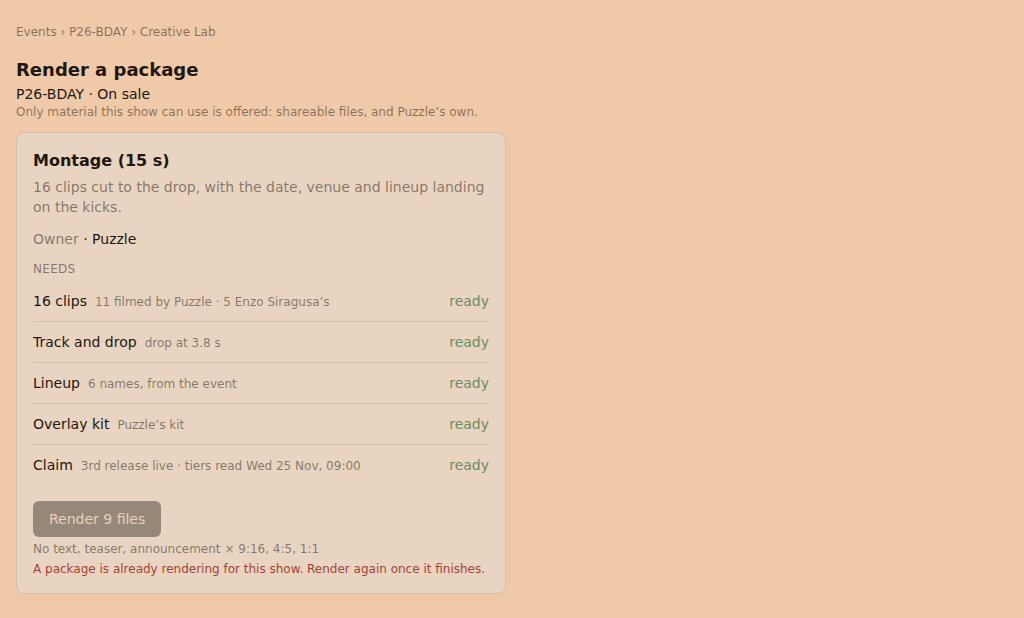 Events › P26-BDAY › Creative Lab
Render a package
P26-BDAY · On sale
Only material this show can use is offered: shareable files, and Puzzle’s own.
Montage (15 s)
16 clips cut to the drop, with the date, venue and lineup landing
on the kicks.
Owner · Puzzle
NEEDS
16 clips 11 filmed by Puzzle · 5 Enzo Siragusa’s ready
Track and drop drop at 3.8 s ready
Lineup 6 names, from the event ready
Overlay kit Puzzle’s kit ready
Claim 3rd release live · tiers read Wed 25 Nov, 09:00 ready
Render 9 files
No text, teaser, announcement × 9:16, 4:5, 1:1
A package is already rendering for this show. Render again once it finishes.